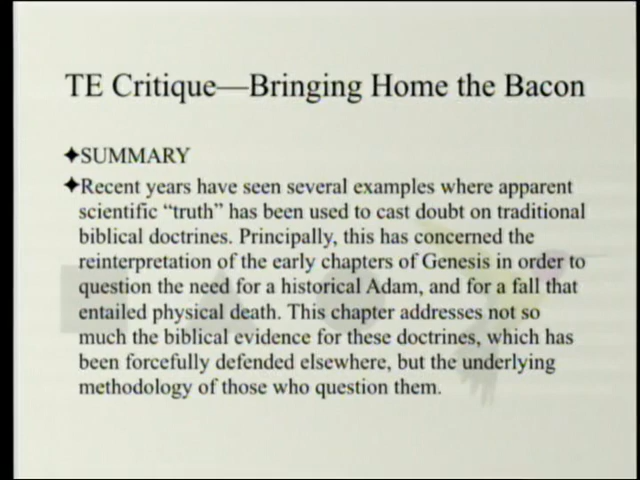 TE Critique—Bringing Home the Bacon
✦SUMMARY
✦Recent years have seen several examples where apparent
scientific “truth” has been used to cast doubt on traditional
biblical doctrines. Principally, this has concerned the
reinterpretation of the early chapters of Genesis in order to
question the need for a historical Adam, and for a fall that
entailed physical death. This chapter addresses not so
much the biblical evidence for these doctrines, which has
been forcefully defended elsewhere, but the underlying
methodology of those who question them.